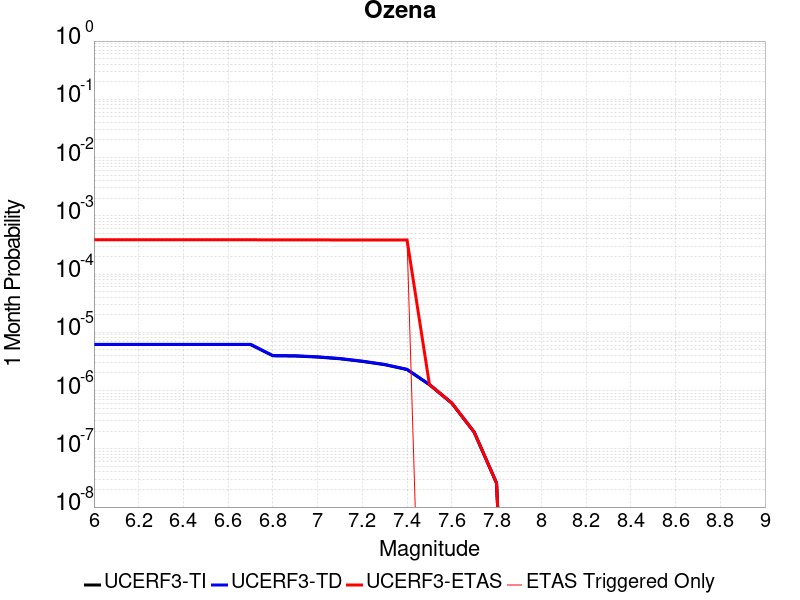 Ozena
10^0
10^-1
10^-2
10^-3
10^-4
10^-5
10^-6
10^-7
10^-8
1 Month Probability
6 6.2 6.4 6.6 6.8 7 7.2 7.4 7.6 7.8 8 8.2 8.4 8.6 8.8 9
Magnitude
UCERF3-TI UCERF3-TD UCERF3-ETAS ETAS Triggered Only